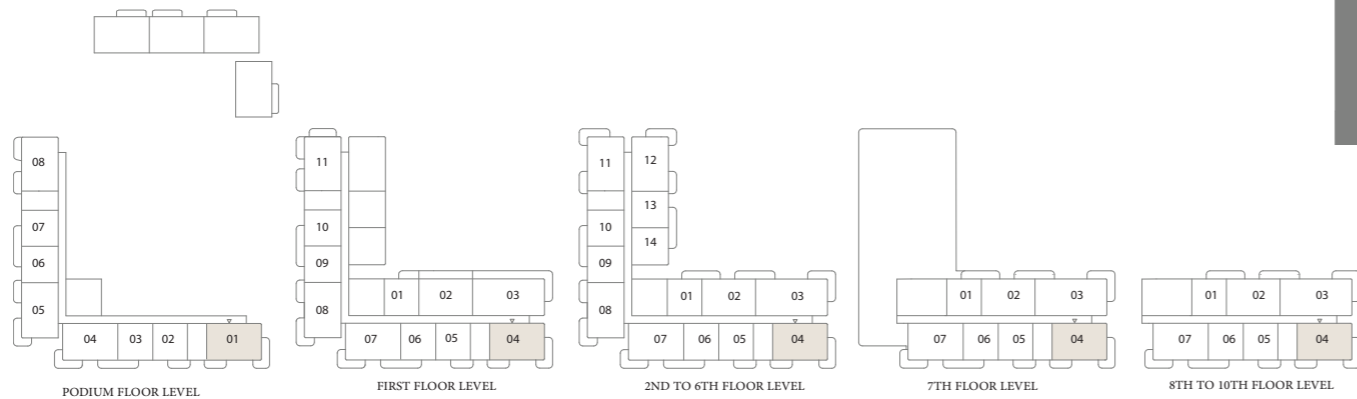 08
07
06
05
04 03 02 01
PODIUM FLOOR LEVEL
11
10
09
08
01 02 03
07 06 05 04
FIRST FLOOR LEVEL
11 12
13
10
14
09
08
01 02 03
07 06 05 04
2ND TO 6TH FLOOR LEVEL
01 02 03
07 06 05 04
7TH FLOOR LEVEL
01 02 03
07 06 05 04
8TH TO 10TH FLOOR LEVEL